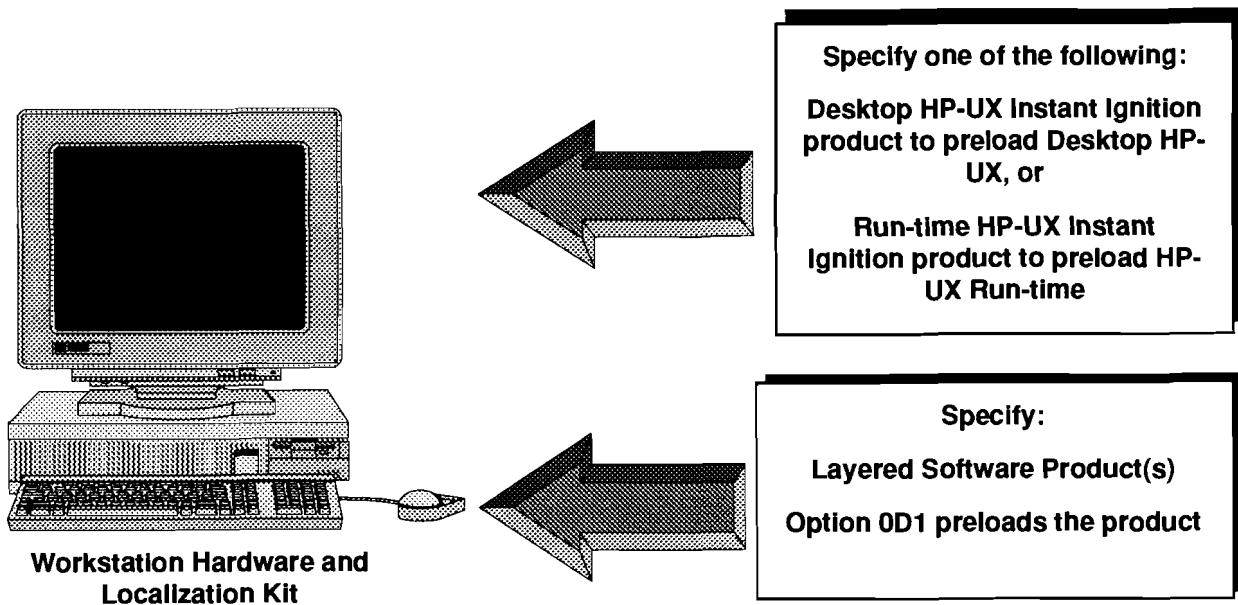 Specify one of the following:
Desktop HP-UX Instant Ignition
product to preload Desktop HP-
UX, or
Run-time HP-UX Instant
Ignition product to preload HP-
UX Run-time
Specify:
Layered Software Product(s)
Option 0D1 preloads the product
Workstation Hardware and
Localization Kit